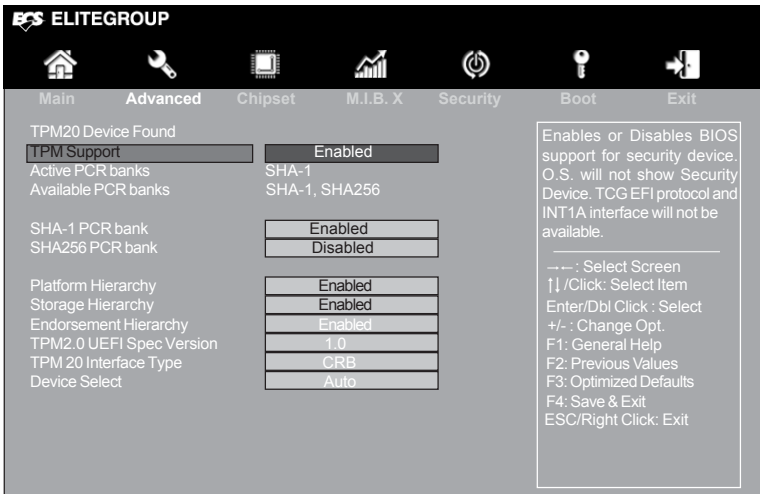 ECS ELITEGROUP
Main Advanced Chipset M.I.B. X Security Boot Exit
TPM20 Device Found
TPM Support Enabled
Active PCR banks SHA-1
Available PCR banks SHA-1, SHA256
SHA-1 PCR bank Enabled
SHA256 PCR bank Disabled
Platform Hierarchy Enabled
Storage Hierarchy Enabled
Endorsement Hierarchy Enabled
TPM2.0 UEFI Spec Version 1.0
TPM 20 Interface Type CRB
Device Select Auto
Enables or Disables BIOS
support for security device.
O.S. will not show Security
Device. TCG EFI protocol and
INT1A interface will not be
available.
→←: Select Screen
↑↓/Click: Select Item
Enter/Dbl Click : Select
+/- : Change Opt.
F1: General Help
F2: Previous Values
F3: Optimized Defaults
F4: Save & Exit
ESC/Right Click: Exit